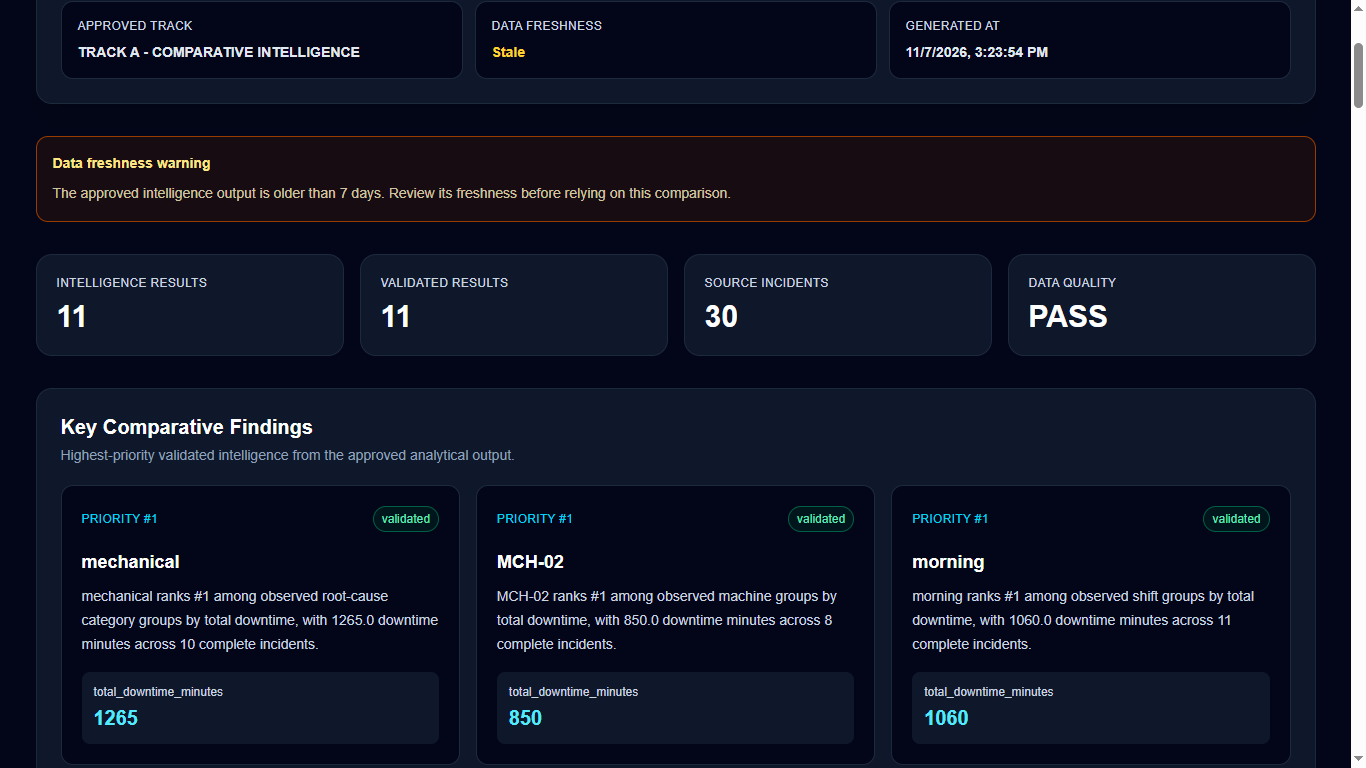 APPROVED TRACK
TRACK A - COMPARATIVE INTELLIGENCE
DATA FRESHNESS
Stale
GENERATED AT
11/7/2026, 3:23:54 PM
Data freshness warning
The approved intelligence output is older than 7 days. Review its freshness before relying on this comparison.
INTELLIGENCE RESULTS
11
VALIDATED RESULTS
11
SOURCE INCIDENTS
30
DATA QUALITY
PASS
Key Comparative Findings
Highest-priority validated intelligence from the approved analytical output.
PRIORITY #1
validated
mechanical
mechanical ranks #1 among observed root-cause
category groups by total downtime, with 1265.0 downtime
minutes across 10 complete incidents.
total_downtime_minutes
1265
PRIORITY #1
validated
MCH-02
MCH-02 ranks #1 among observed machine groups by
total downtime, with 850.0 downtime minutes across 8
complete incidents.
total_downtime_minutes
850
PRIORITY #1
validated
morning
morning ranks #1 among observed shift groups by total
downtime, with 1060.0 downtime minutes across 11
complete incidents.
total_downtime_minutes
1060